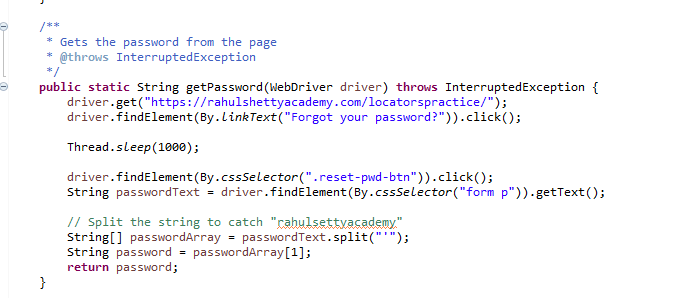 }
/**
 * Gets the password from the page
 * @throws InterruptedException
 */
public static String getPassword(WebDriver driver) throws InterruptedException {
driver.get("https://rahulshettyacademy.com/locatorspractice/");
driver.findElement(By.linkText("Forgot your password?")).click();
Thread.sleep(1000);
driver.findElement(By.cssSelector(".reset-pwd-btn")).click();
String passwordText = driver.findElement(By.cssSelector("form p")).getText();
// Split the string to catch "rahulsettyacademy"
String[] passwordArray = passwordText.split("'");
String password = passwordArray[1];
return password;
}